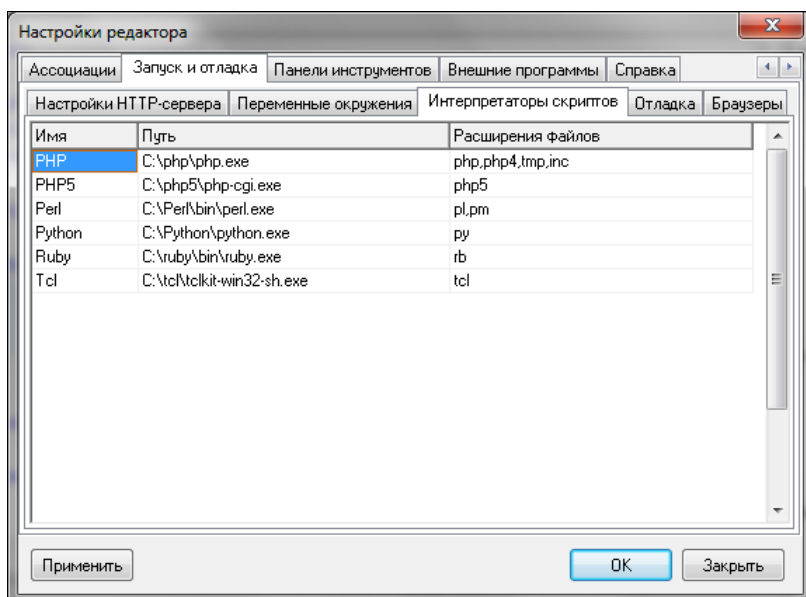 Настройки редактора
Ассоциации Запуск и отладка Панели инструментов Внешние программы Справка
Настройки HTTP-сервера Переменные окружения Интерпретаторы скриптов Отладка Браузеры
Имя Путь Расширения файлов
PHP C:\php\php.exe php,php4,tmp,inc
PHP5 C:\php5\php-cgi.exe php5
Perl C:\Perl\bin\perl.exe pl,pm
Python C:\Python\python.exe py
Ruby C:\ruby\bin\ruby.exe rb
Tcl C:\tcl\tclkit-win32-sh.exe tcl
Применить OK Закрыть